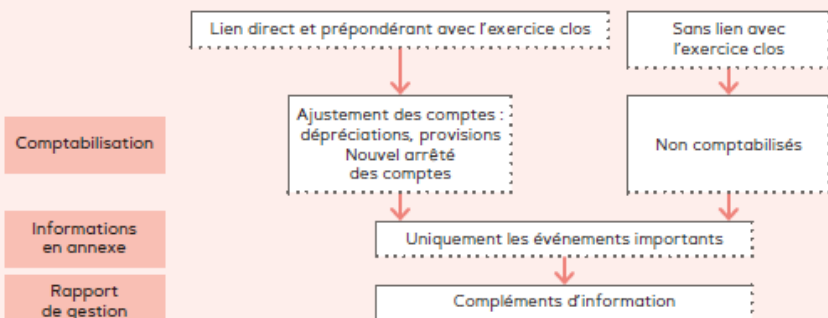 Lien direct et prépondérant avec l'exercice clos
Sans lien avec
l'exercice clos
Comptabilisation
Ajustement des comptes :
dépréciations, provisions
Nouvel arrêté
des comptes
Non comptabilisés
Informations
en annexe
Uniquement les événements importants
Rapport
de gestion
Compléments d'information